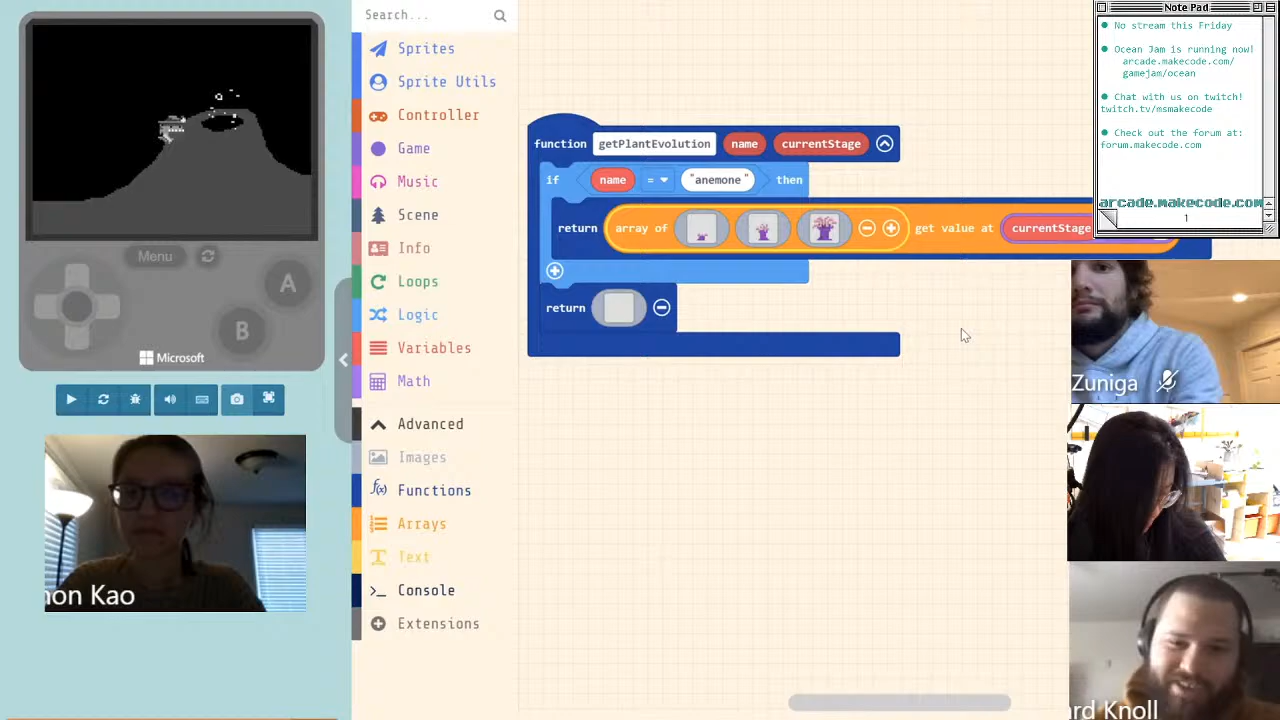 Search...
Sprites
Sprite Utils
Controller
Game
Music
Scene
Info
Loops
Logic
Variables
Math
Advanced
Images
Functions
Arrays
Text
Console
Extensions
Menu
A
B
Microsoft
function getPlantEvolution name currentStage
if name = "anemone" then
return array of get value at currentStage
return
Note Pad
No stream this Friday
Ocean Jam is running now!
arcade.makecode.com/
gamejam/ocean
Chat with us on twitch!
twitch.tv/msmakecode
Check out the forum at:
forum.makecode.com
arcade.makecode.com
1
Zuniga
non Kao
ard Knoll